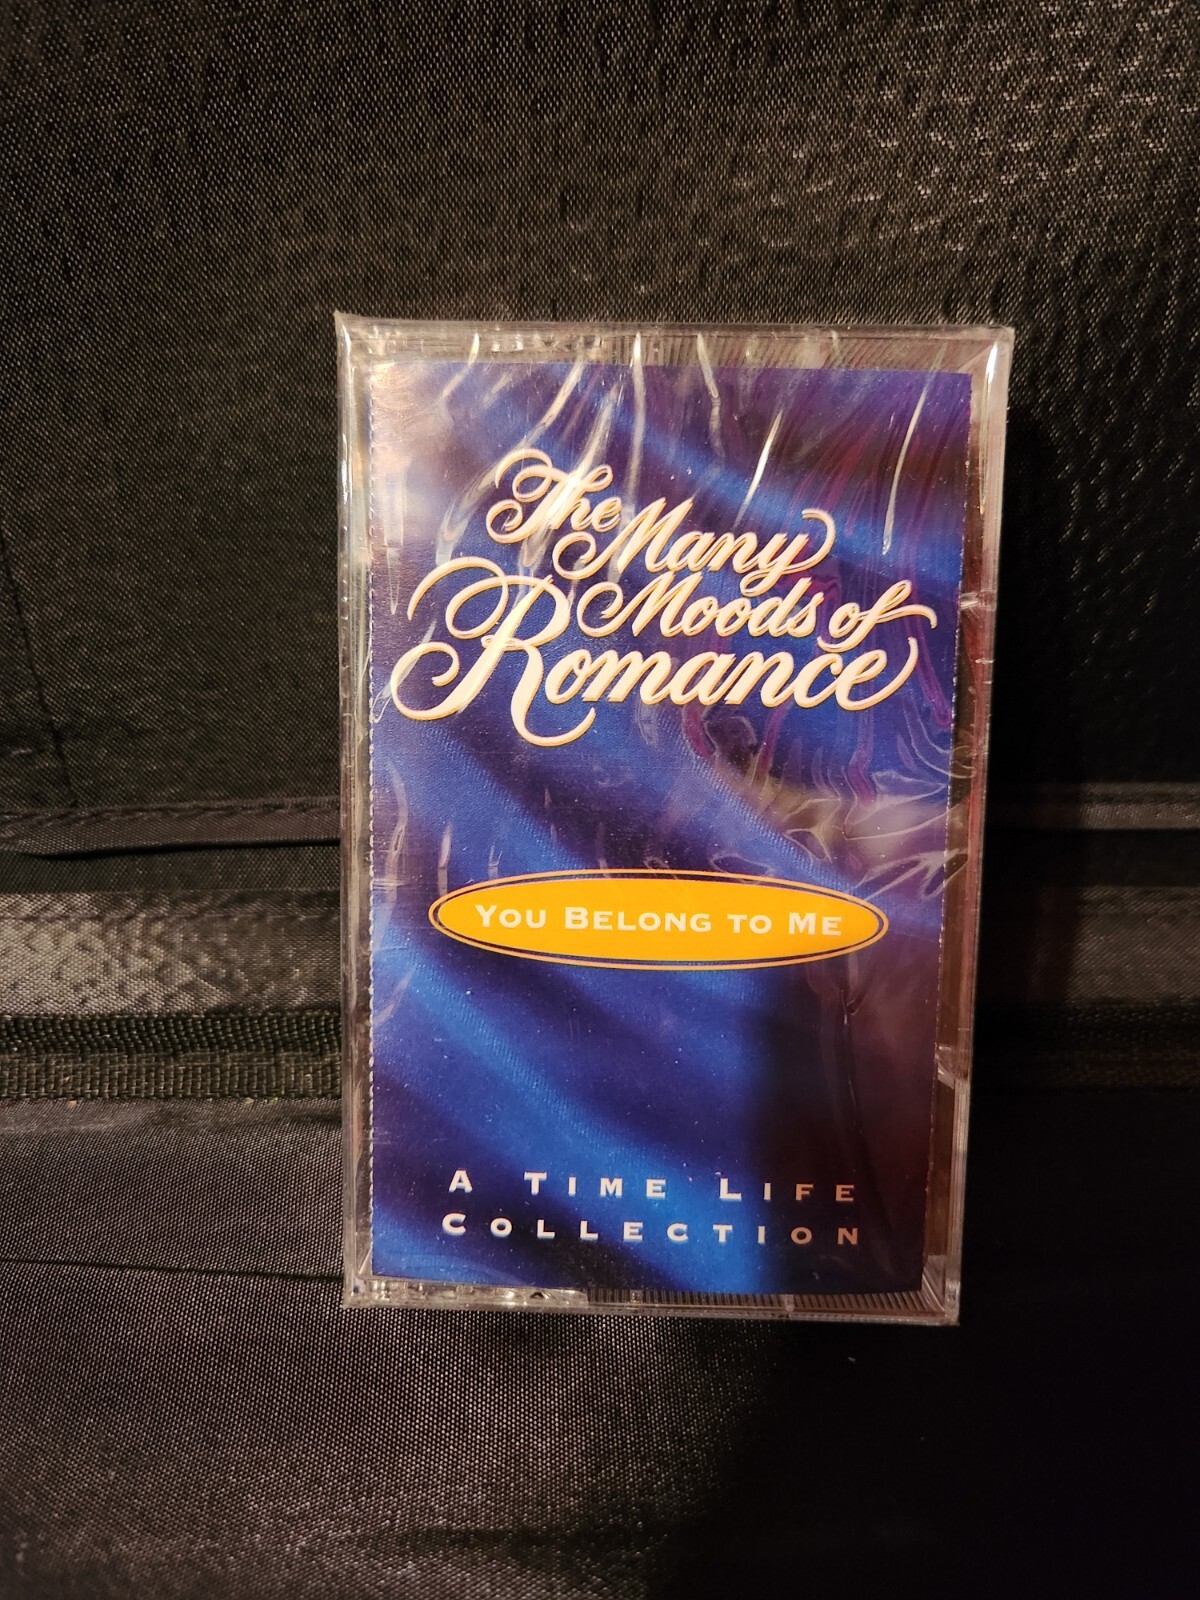 The Many
Moods of
Romance
YOU BELONG TO ME
A TIME LIFE
COLLECTION